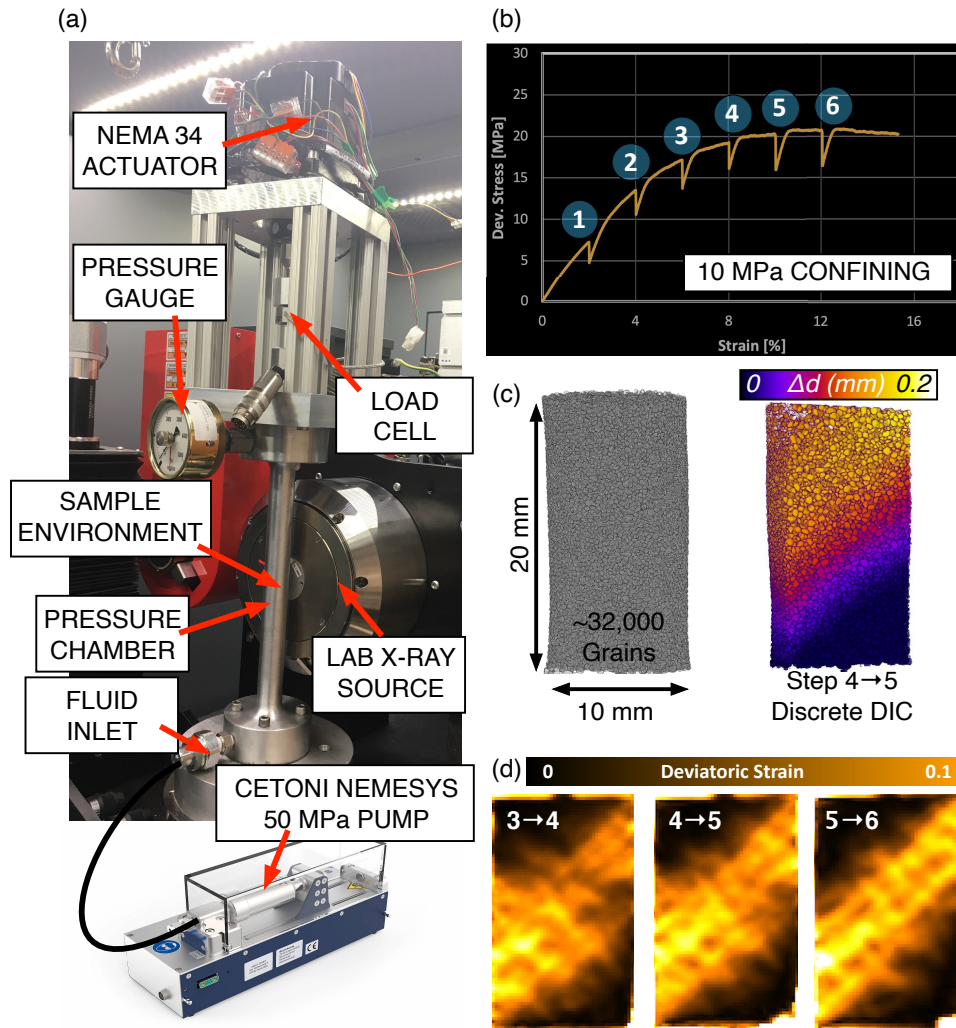 (a)
NEMA 34
ACTUATOR
PRESSURE
GAUGE
LOAD
CELL
SAMPLE
ENVIRONMENT
PRESSURE
CHAMBER
LAB X-RAY
SOURCE
FLUID
INLET
CETONI NEMESYS
50 MPa PUMP
(b)
Dev. Stress [MPa]
30
25
20
15
10
5
0
1
2
3
4
5
6
10 MPa CONFINING
0
4
8
12
16
Strain [%]
(c)
20 mm
~32,000
Grains
10 mm
0 Δd (mm) 0.2
Step 4→5
Discrete DIC
(d)
0 Deviatoric Strain 0.1
3→4
4→5
5→6